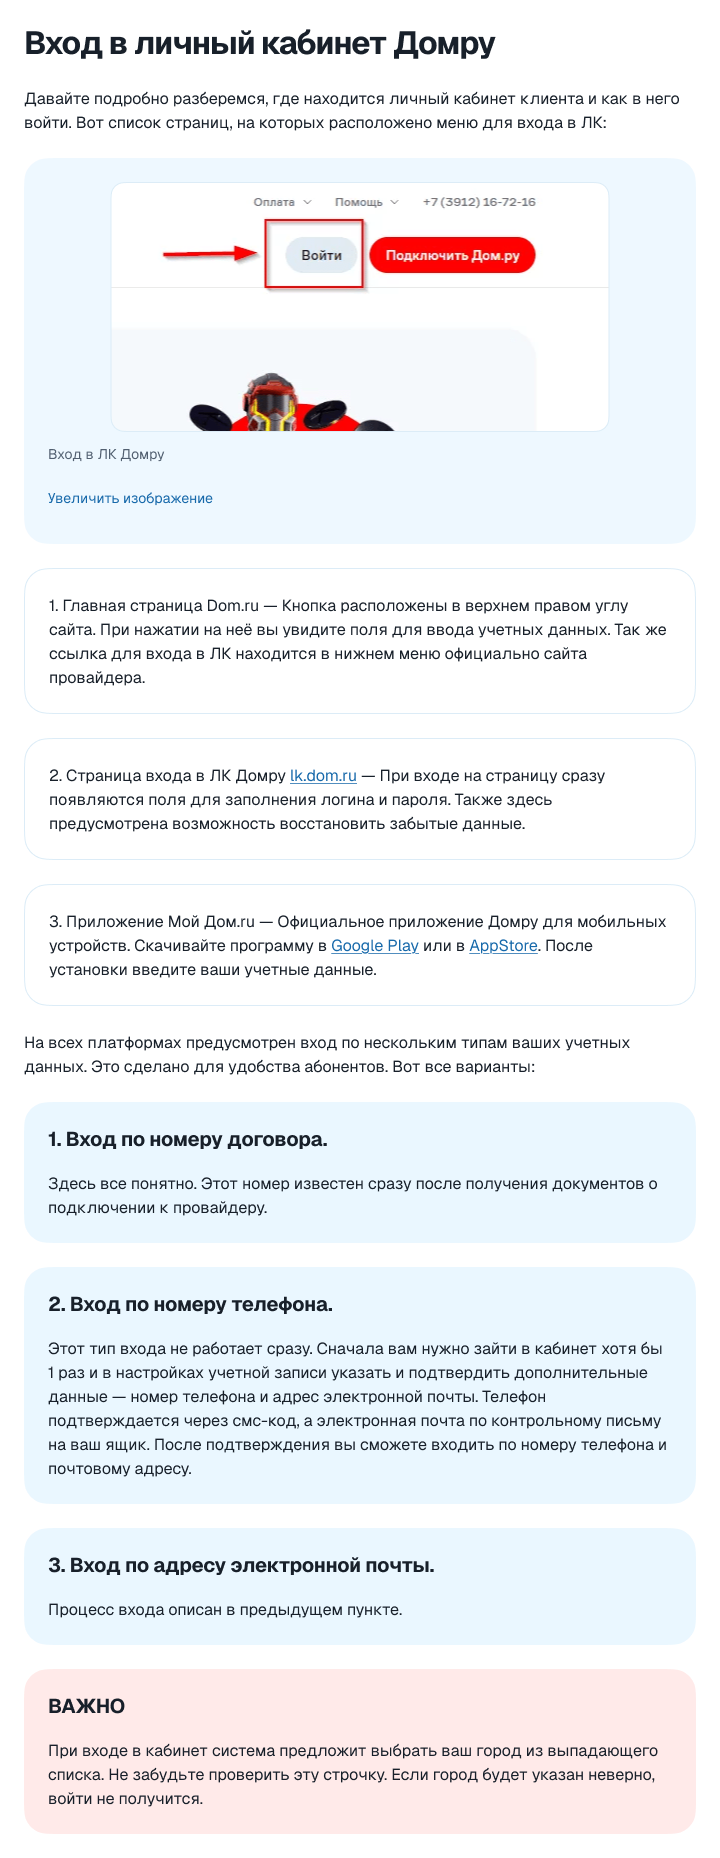 Вход в личный кабинет Домру
Давайте подробно разберемся, где находится личный кабинет клиента и как в него
войти. Вот список страниц, на которых расположено меню для входа в ЛК:
Оплата Помощь +7 (3912) 16-72-16
Войти Подключить Дом.ру
Вход в ЛК Домру
Увеличить изображение
1. Главная страница Dom.ru — Кнопка расположены в верхнем правом углу
сайта. При нажатии на неё вы увидите поля для ввода учетных данных. Так же
ссылка для входа в ЛК находится в нижнем меню официально сайта
провайдера.
2. Страница входа в ЛК Домру lk.dom.ru — При входе на страницу сразу
появляются поля для заполнения логина и пароля. Также здесь
предусмотрена возможность восстановить забытые данные.
3. Приложение Мой Дом.ru — Официальное приложение Домру для мобильных
устройств. Скачивайте программу в Google Play или в AppStore. После
установки введите ваши учетные данные.
На всех платформах предусмотрен вход по нескольким типам ваших учетных
данных. Это сделано для удобства абонентов. Вот все варианты:
1. Вход по номеру договора.
Здесь все понятно. Этот номер известен сразу после получения документов о
подключении к провайдеру.
2. Вход по номеру телефона.
Этот тип входа не работает сразу. Сначала вам нужно зайти в кабинет хотя бы
1 раз и в настройках учетной записи указать и подтвердить дополнительные
данные — номер телефона и адрес электронной почты. Телефон
подтверждается через смс-код, а электронная почта по контрольному письму
на ваш ящик. После подтверждения вы сможете входить по номеру телефона и
почтовому адресу.
3. Вход по адресу электронной почты.
Процесс входа описан в предыдущем пункте.
ВАЖНО
При входе в кабинет система предложит выбрать ваш город из выпадающего
списка. Не забудьте проверить эту строчку. Если город будет указан неверно,
войти не получится.